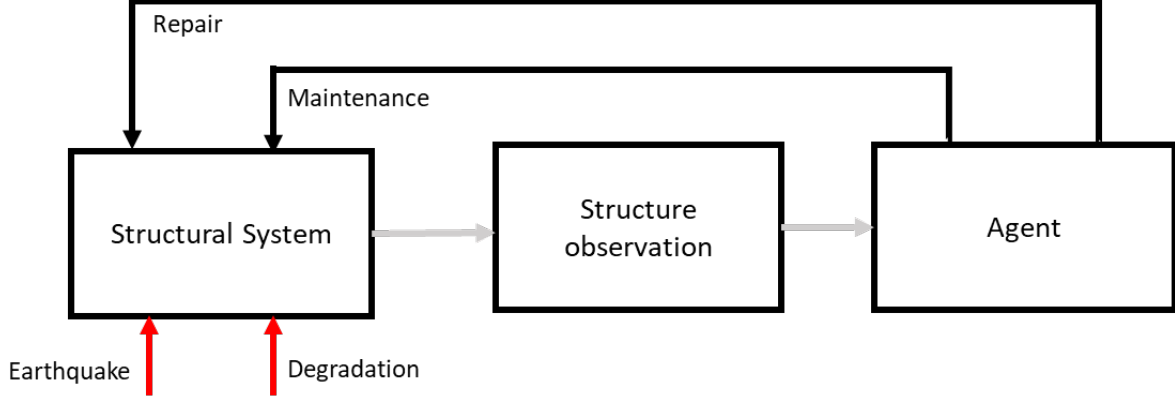 Repair
Maintenance
Structural System
Structure
observation
Agent
Earthquake
Degradation